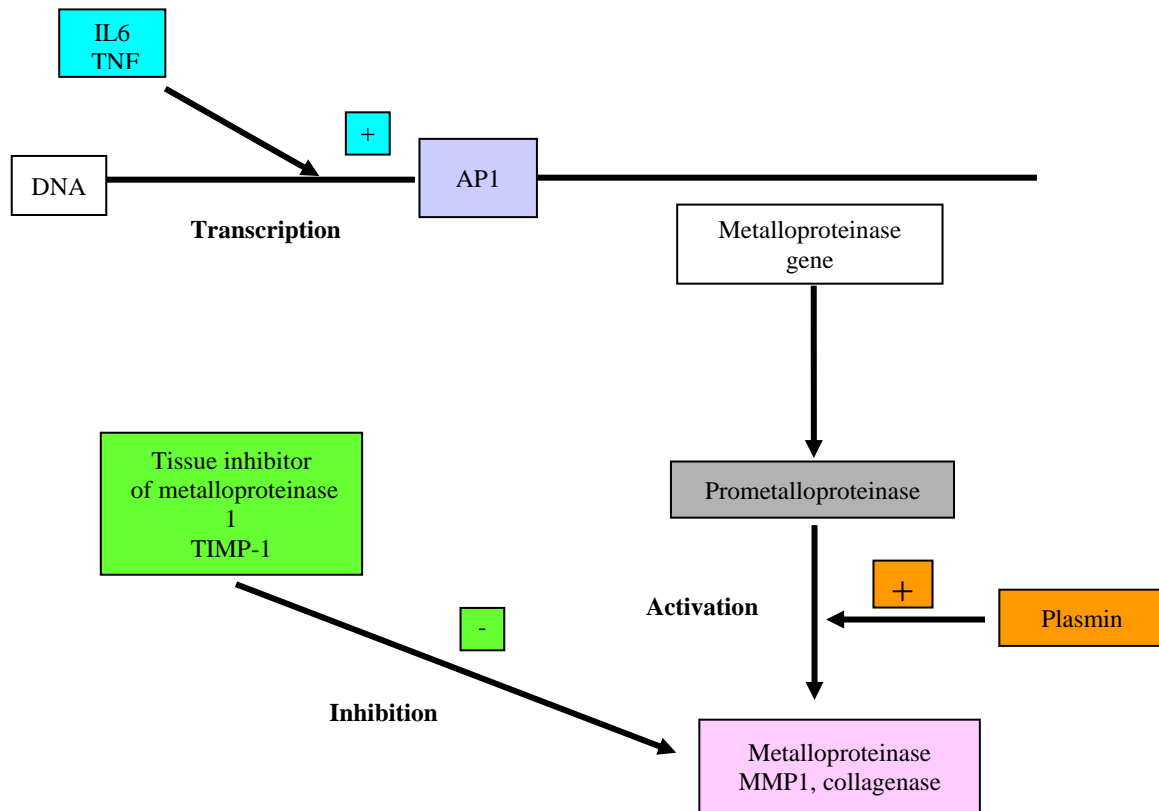 IL6
TNF
+
DNA
AP1
Transcription
Metalloproteinase
gene
Tissue inhibitor
of metalloproteinase
1
TIMP-1
Prometalloproteinase
Activation
+
Plasmin
-
Inhibition
Metalloproteinase
MMP1, collagenase